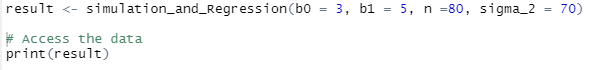 result <- simulation_and_Regression(b0 = 3, b1 = 5, n =80, sigma_2 = 70)
# Access the data
print(result)